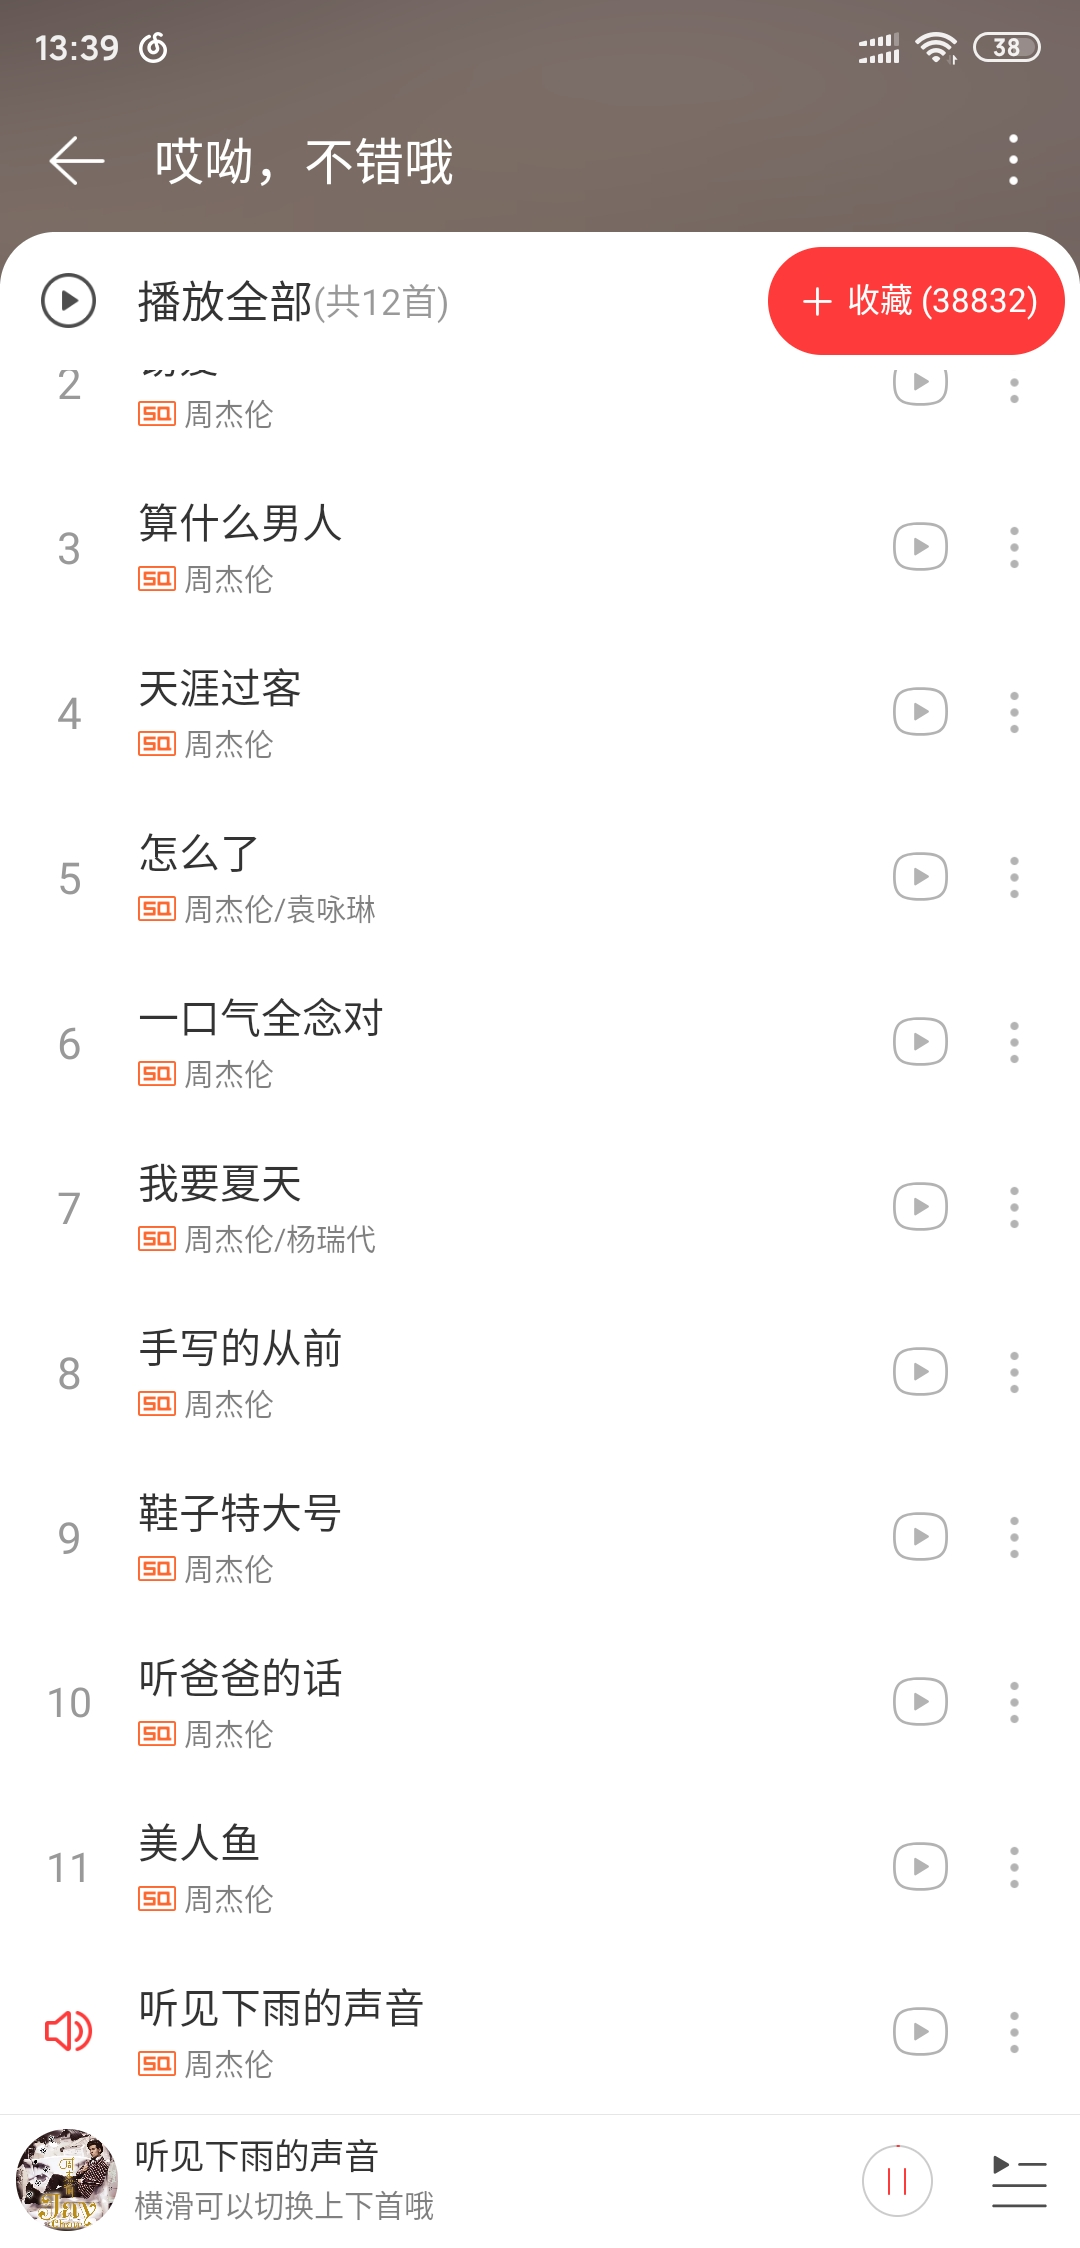 13:39
38
哎呦，不错哦
播放全部(共12首)
+ 收藏 (38832)
2
SQ 周杰伦
3
算什么男人
SQ 周杰伦
4
天涯过客
SQ 周杰伦
5
怎么了
SQ 周杰伦/袁咏琳
6
一口气全念对
SQ 周杰伦
7
我要夏天
SQ 周杰伦/杨瑞代
8
手写的从前
SQ 周杰伦
9
鞋子特大号
SQ 周杰伦
10
听爸爸的话
SQ 周杰伦
11
美人鱼
SQ 周杰伦
听见下雨的声音
SQ 周杰伦
听见下雨的声音
横滑可以切换上下首哦
Jay